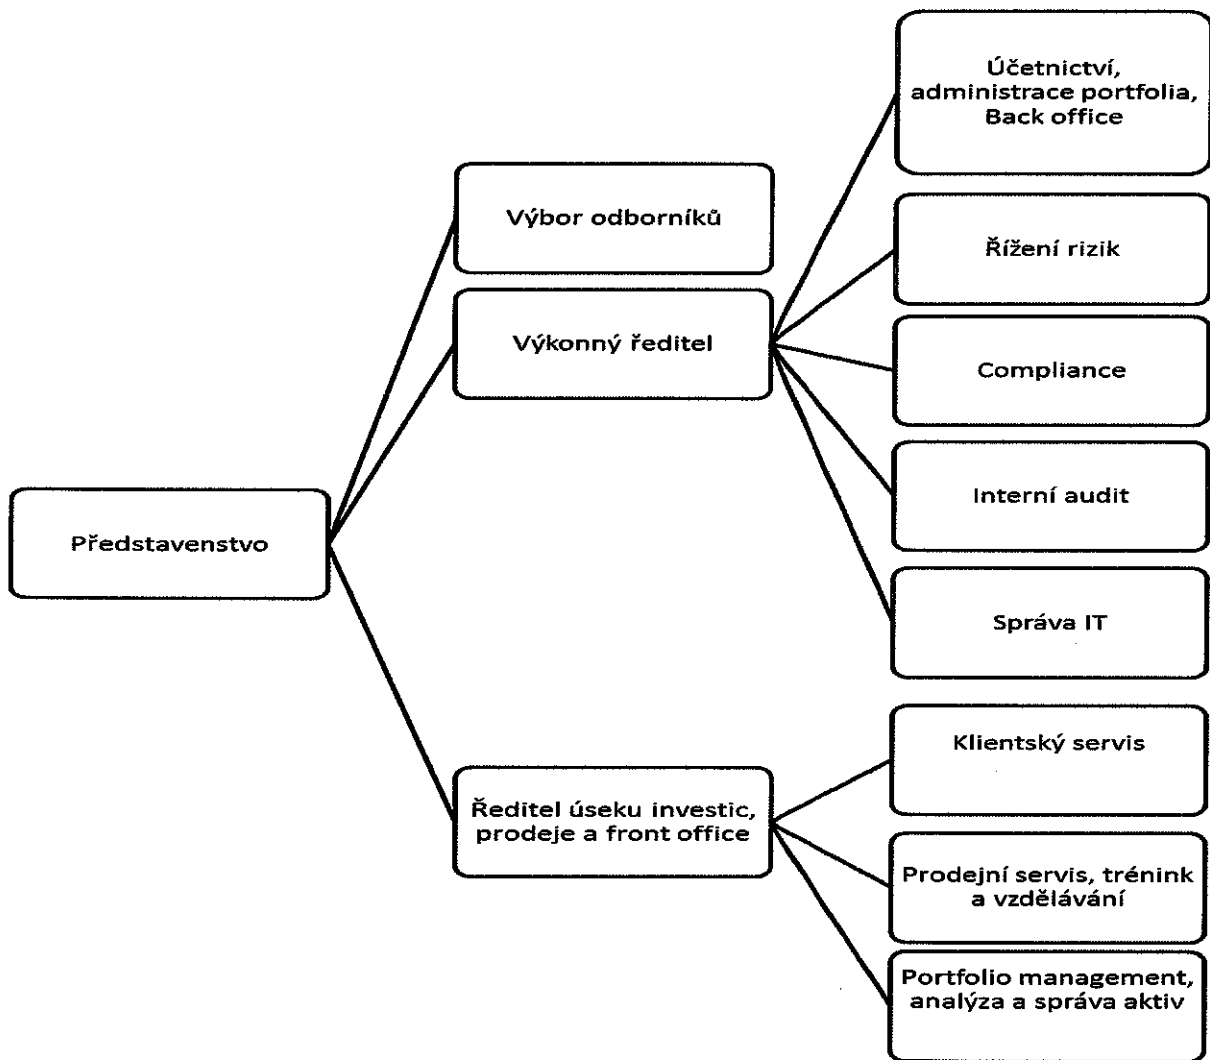 Představenstvo
Výbor odborníků
Výkonný ředitel
Ředitel úseku investic,
prodeje a front office
Účetnictví,
administrace portfolia,
Back office
Řížení rizik
Compliance
Interní audit
Správa IT
Klientský servis
Prodejní servis, trénink
a vzdělávání
Portfolio management,
analýza a správa aktiv